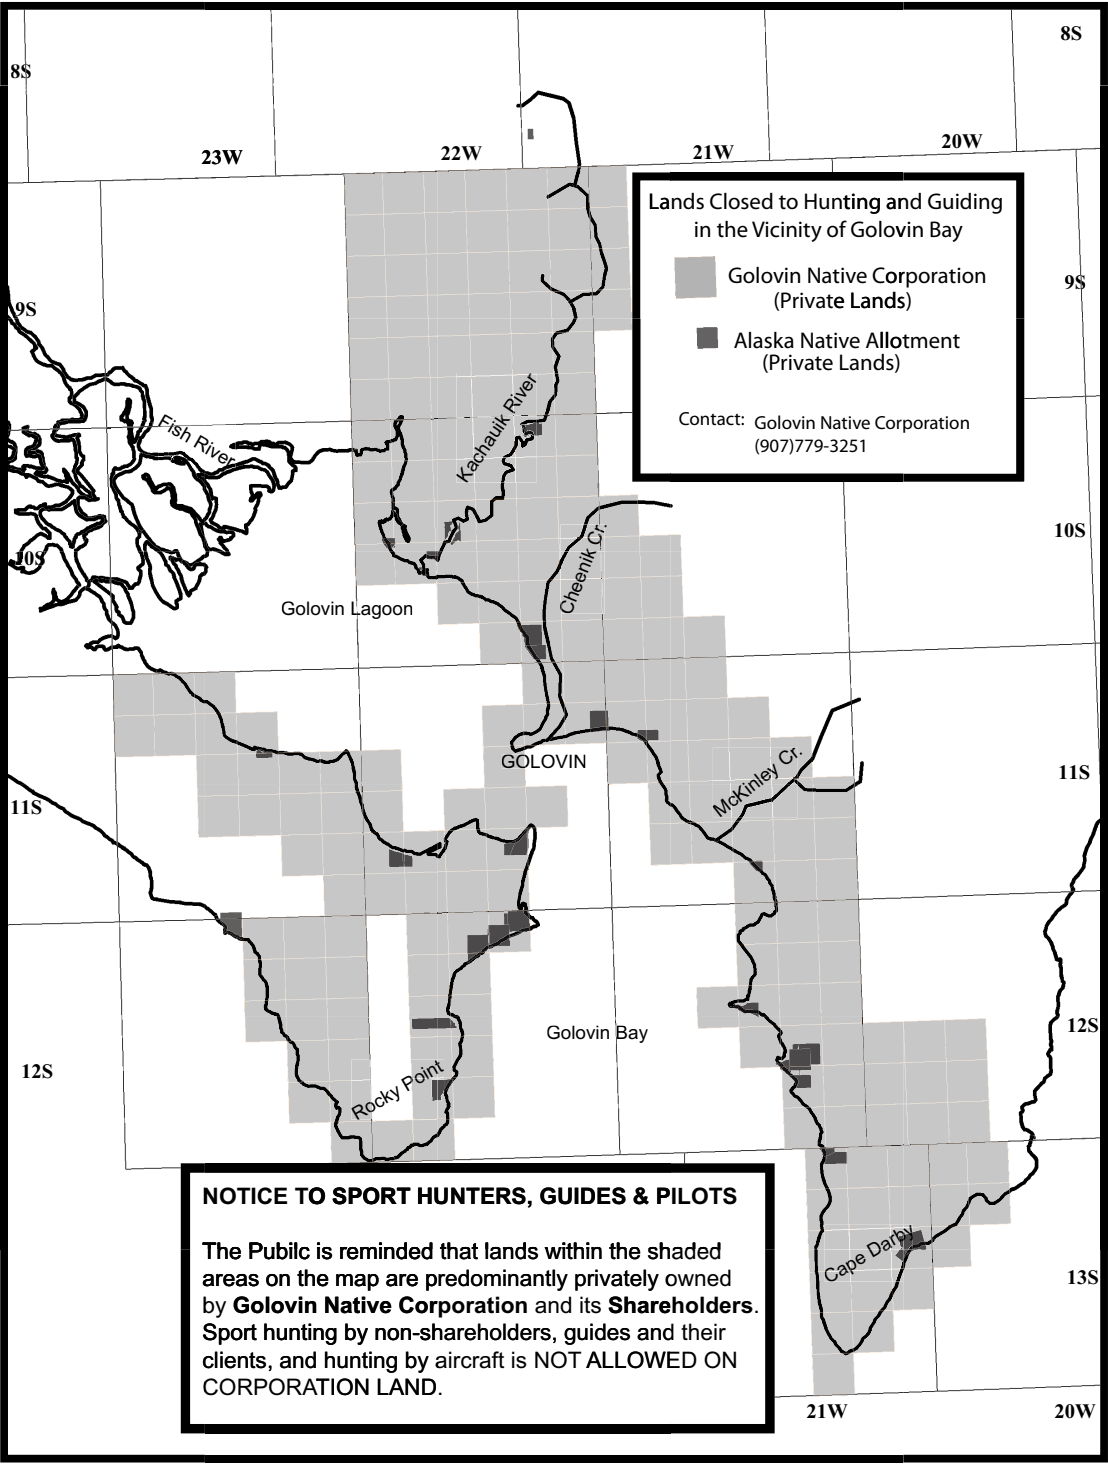 8S
8S
23W
22W
21W
20W
Lands Closed to Hunting and Guiding
in the Vicinity of Golovin Bay
Golovin Native Corporation
(Private Lands)
Alaska Native Allotment
(Private Lands)
Contact: Golovin Native Corporation
(907)779-3251
9S
9S
Kachauik River
Fish River
10S
10S
Cheenik Cr.
Golovin Lagoon
GOLOVIN
McKinley Cr.
11S
11S
Golovin Bay
12S
12S
Rocky Point
NOTICE TO SPORT HUNTERS, GUIDES & PILOTS
The Pubilc is reminded that lands within the shaded
areas on the map are predominantly privately owned
by Golovin Native Corporation and its Shareholders.
Sport hunting by non-shareholders, guides and their
clients, and hunting by aircraft is NOT ALLOWED ON
CORPORATION LAND.
Cape Darby
13S
21W
20W